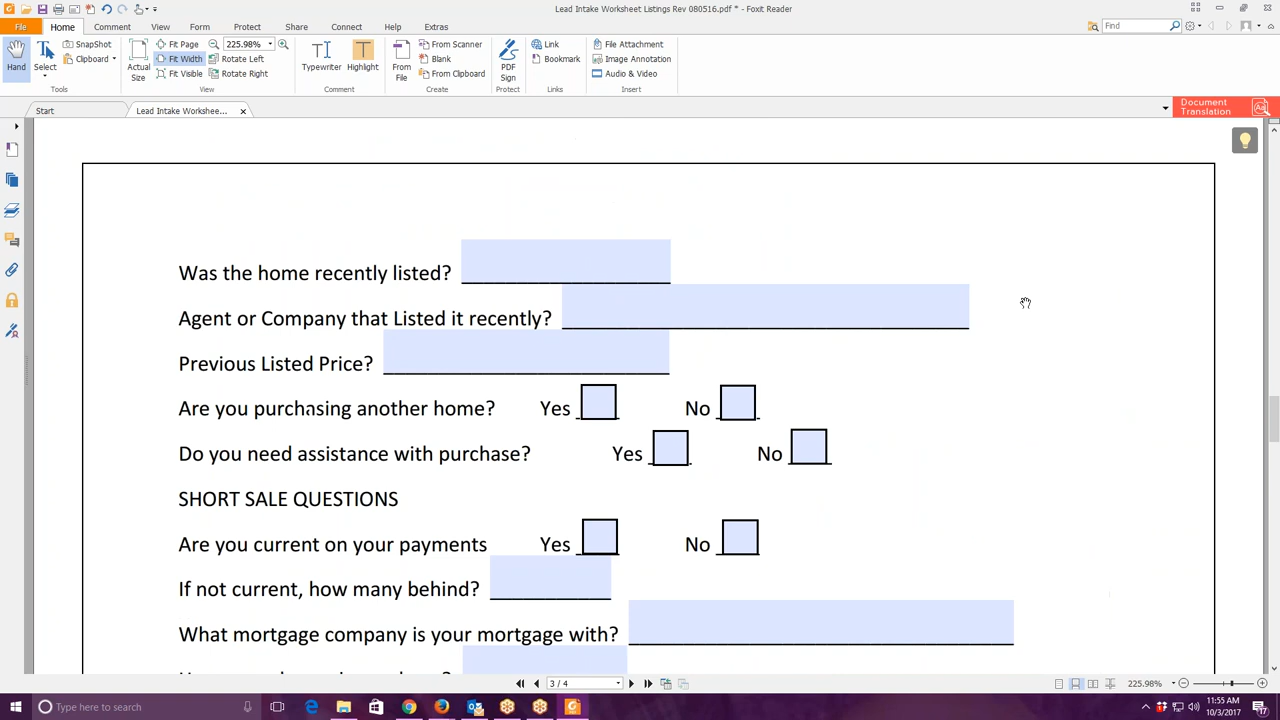 Lead Intake Worksheet Listings Rev 080516.pdf * - Foxit Reader
File Home Comment View Form Protect Share Connect Help Extras Find
SnapShot Fit Page 225.98% From Scanner Link File Attachment
Clipboard Fit Width Rotate Left Blank Bookmark Image Annotation
Fit Visible Rotate Right From Clipboard Audio & Video
Hand Select Actual Size Typewriter Highlight From File PDF Sign
Tools View Comment Create Protect Links Insert
Start Lead Intake Workshee... Document Translation
Was the home recently listed?
Agent or Company that Listed it recently?
Previous Listed Price?
Are you purchasing another home? Yes No
Do you need assistance with purchase? Yes No
SHORT SALE QUESTIONS
Are you current on your payments Yes No
If not current, how many behind?
What mortgage company is your mortgage with?
3 / 4 225.98%
Type here to search 11:55 AM
10/3/2017 17